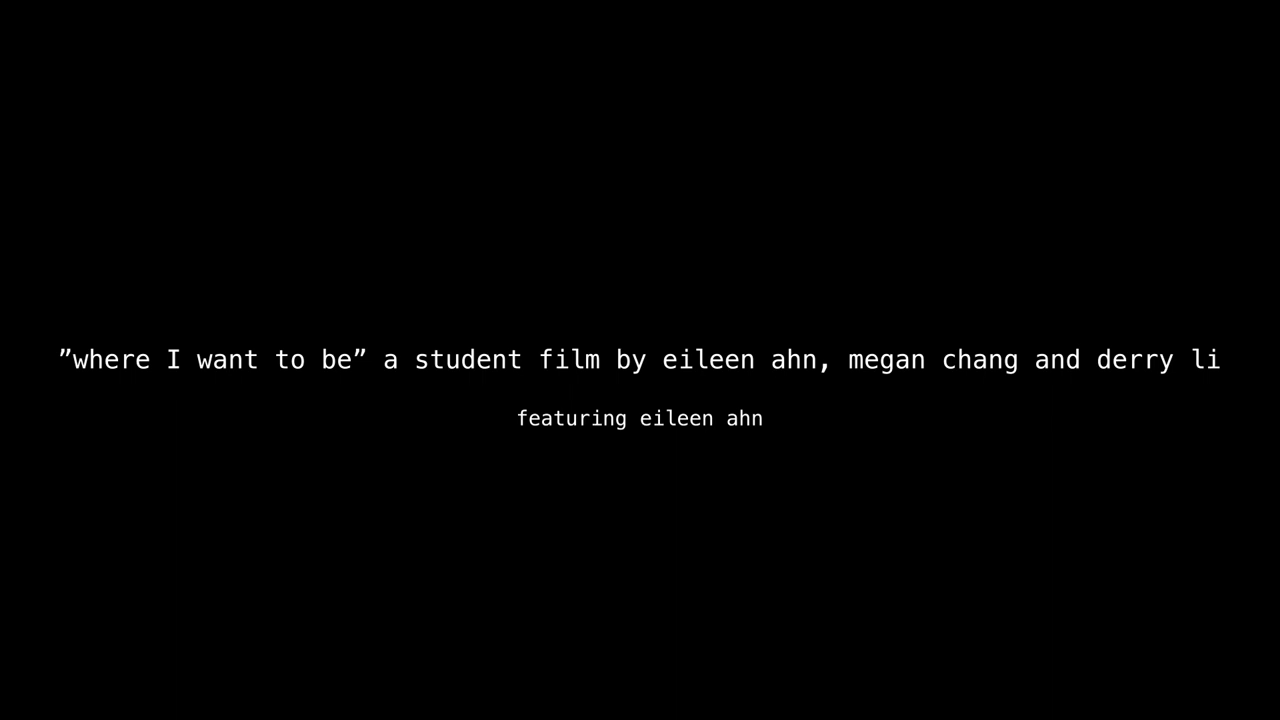 ”where I want to be” a student film by eileen ahn, megan chang and derry li
featuring eileen ahn